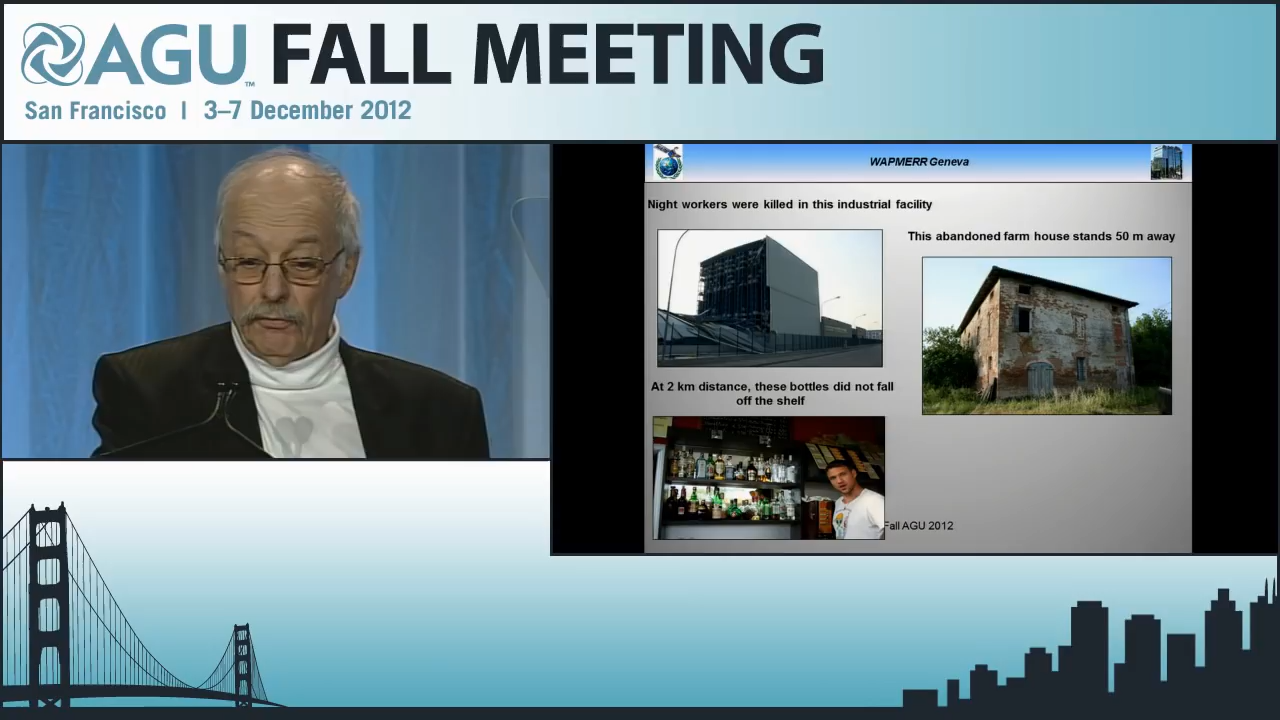 AGU™ FALL MEETING
San Francisco | 3–7 December 2012
WAPMERR Geneva
Night workers were killed in this industrial facility
This abandoned farm house stands 50 m away
At 2 km distance, these bottles did not fall
off the shelf
Fall AGU 2012